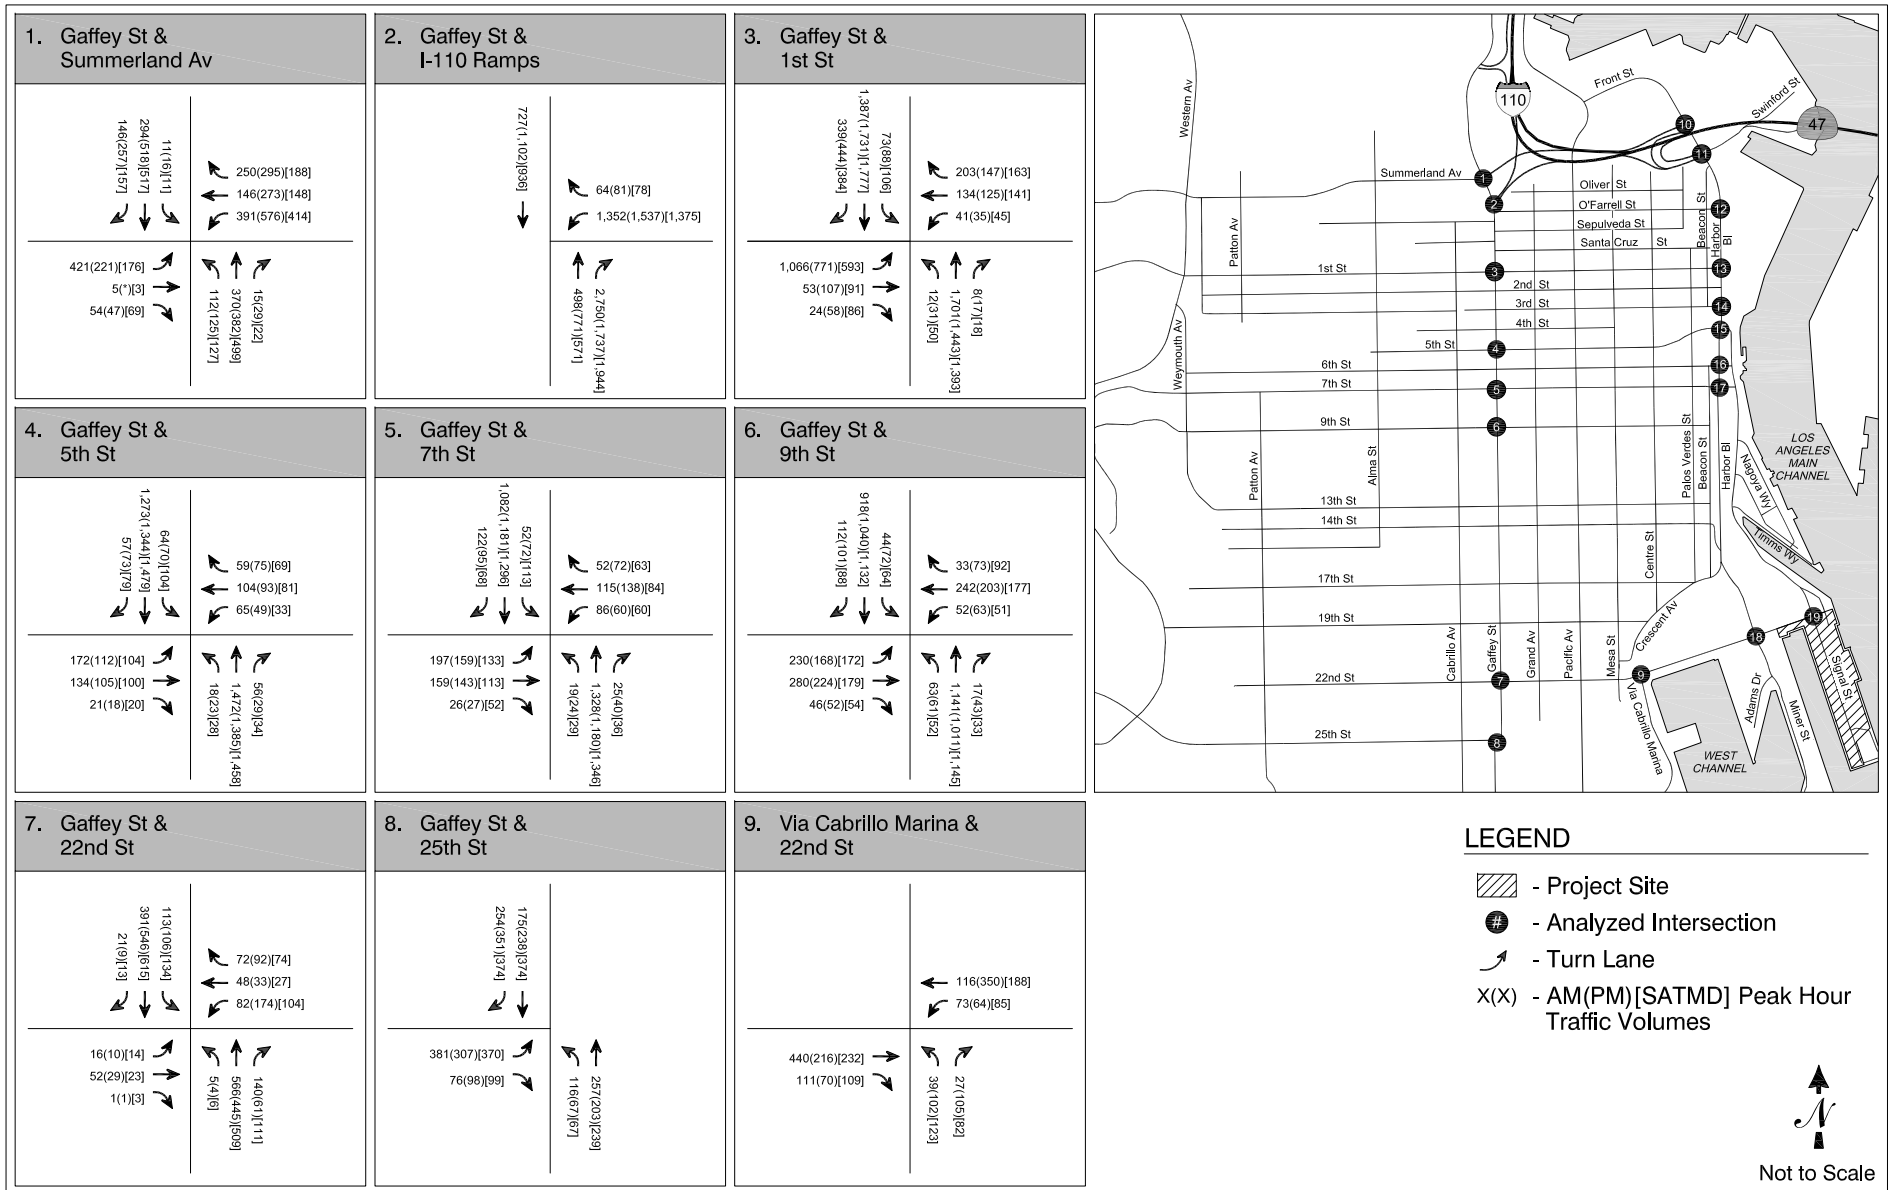 1. Gaffey St &
Summerland Av
146(257)[157]
294(518)[517]
11(16)[11]
250(295)[188]
146(273)[148]
391(576)[414]
421(221)[176]
5(*)[3]
54(47)[69]
112(125)[127]
370(382)[499]
15(29)[22]
2. Gaffey St &
I-110 Ramps
727(1,102)[936]
64(81)[78]
1,352(1,537)[1,375]
498(771)[571]
2,750(1,737)[1,944]
3. Gaffey St &
1st St
339(444)[384]
1,387(1,731)[1,777]
73(88)[106]
203(147)[163]
134(125)[141]
41(35)[45]
1,066(771)[593]
53(107)[91]
24(58)[86]
12(31)[50]
1,701(1,443)[1,393]
8(17)[18]
4. Gaffey St &
5th St
57(73)[79]
1,273(1,344)[1,479]
64(70)[104]
59(75)[69]
104(93)[81]
65(49)[33]
172(112)[104]
134(105)[100]
21(18)[20]
18(23)[28]
1,472(1,385)[1,458]
56(29)[34]
5. Gaffey St &
7th St
122(95)[68]
1,082(1,181)[1,296]
52(72)[113]
52(72)[63]
115(138)[84]
86(60)[60]
197(159)[133]
159(143)[113]
26(27)[52]
19(24)[29]
1,328(1,180)[1,346]
25(40)[36]
6. Gaffey St &
9th St
112(101)[88]
918(1,040)[1,132]
44(72)[64]
33(73)[92]
242(203)[177]
52(63)[51]
230(168)[172]
280(224)[179]
46(52)[54]
63(61)[52]
1,141(1,011)[1,145]
17(43)[33]
7. Gaffey St &
22nd St
21(9)[13]
391(546)[615]
113(106)[134]
72(92)[74]
48(33)[27]
82(174)[104]
16(10)[14]
52(29)[23]
1(1)[3]
5(4)[6]
566(445)[509]
140(61)[111]
8. Gaffey St &
25th St
254(351)[374]
175(238)[374]
381(307)[370]
76(98)[99]
116(67)[67]
257(203)[239]
9. Via Cabrillo Marina &
22nd St
116(350)[188]
73(64)[85]
440(216)[232]
111(70)[109]
39(102)[123]
27(105)[82]
110
47
Western Av
Front St
Swinford St
10
11
Summerland Av
1
Oliver St
2
O'Farrell St
12
Sepulveda St
Beacon St
Harbor Bl
Santa Cruz St
Patton Av
1st St
3
13
2nd St
3rd St
14
4th St
15
5th St
4
Weymouth Av
6th St
16
7th St
5
17
9th St
6
Patton Av
Alma St
Palos Verdes St
Beacon St
Harbor Bl
Nagoya Wy
LOS
ANGELES
MAIN
CHANNEL
13th St
14th St
Timms Wy
Centre St
17th St
Crescent Av
19th St
19
18
Cabrillo Av
Gaffey St
Grand Av
Pacific Av
Mesa St
22nd St
7
9
Signal St
Via Cabrillo Marina
Adams Dr
Miner St
25th St
8
WEST
CHANNEL
LEGEND
- Project Site
# - Analyzed Intersection
- Turn Lane
X(X) - AM(PM)[SATMD] Peak Hour
Traffic Volumes
N
Not to Scale